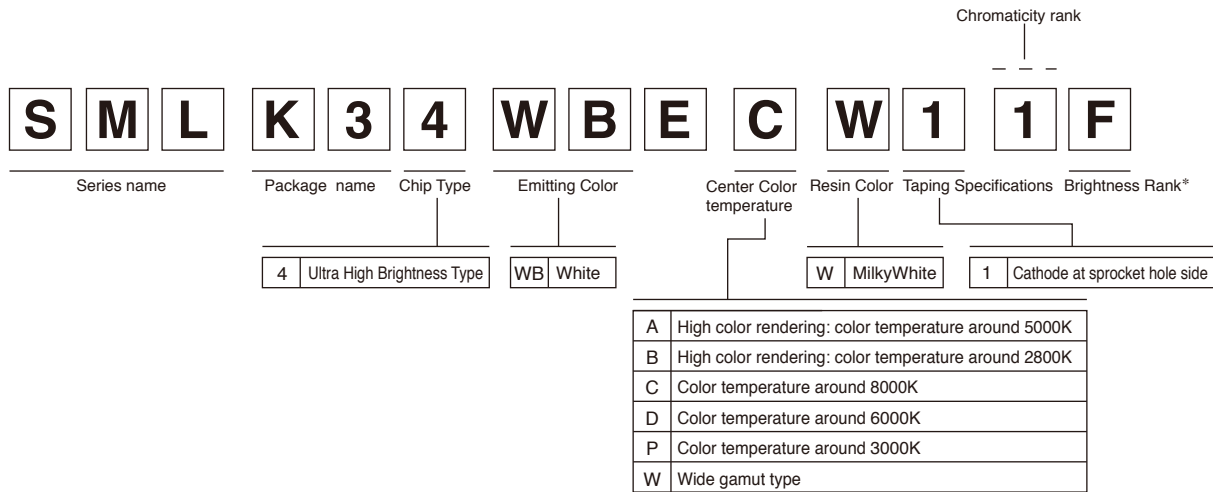 Chromaticity rank
S M L K 3 4 W B E C W 1 1 F
Series name Package name Chip Type Emitting Color Center Color temperature Resin Color Taping Specifications Brightness Rank*
4 Ultra High Brightness Type
WB White
W MilkyWhite
1 Cathode at sprocket hole side
A High color rendering: color temperature around 5000K
B High color rendering: color temperature around 2800K
C Color temperature around 8000K
D Color temperature around 6000K
P Color temperature around 3000K
W Wide gamut type